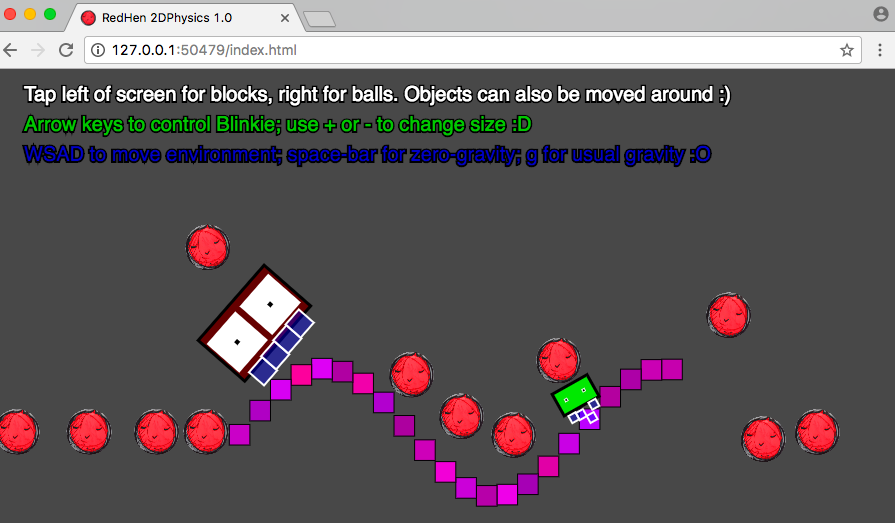 RedHen 2DPhysics 1.0
127.0.0.1:50479/index.html
Tap left of screen for blocks, right for balls. Objects can also be moved around :)
Arrow keys to control Blinkie; use + or - to change size :D
WSAD to move environment; space-bar for zero-gravity; g for usual gravity :O